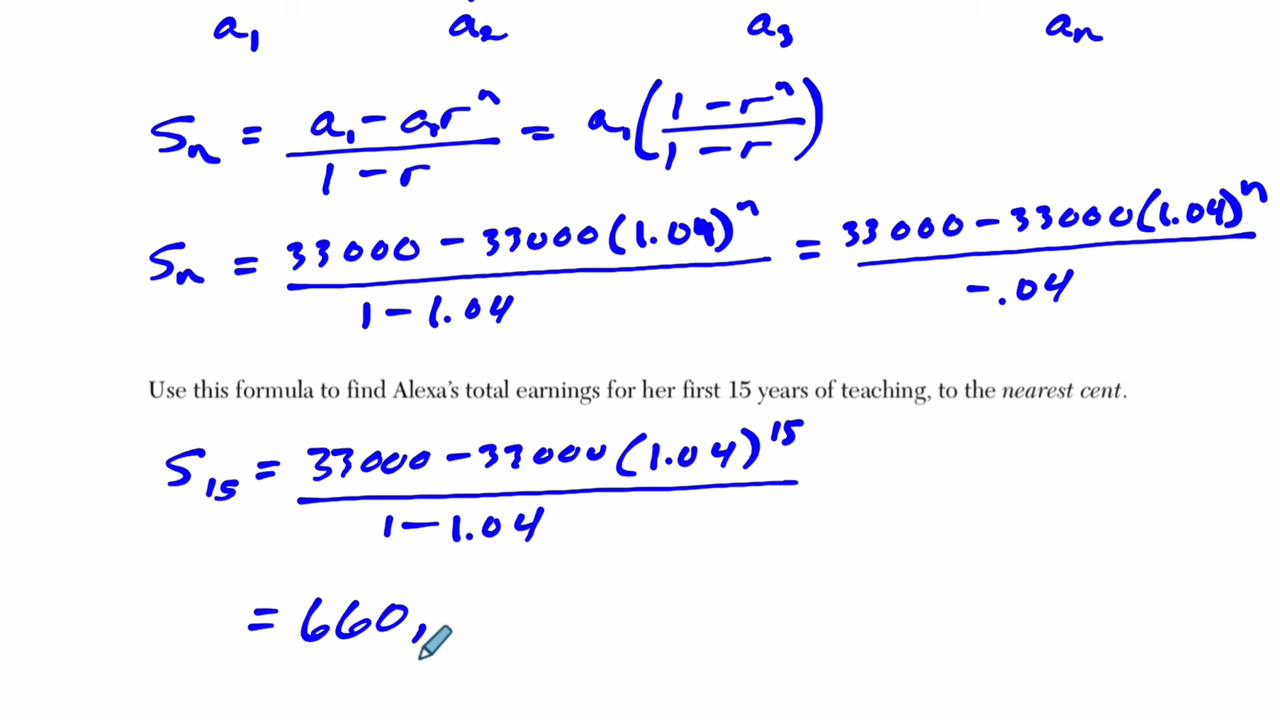 a₁ a₂ a₃ aₙ
Sₙ = (a₁ - a₁rⁿ)/(1 - r) = a₁((1 - rⁿ)/(1 - r))
Sₙ = (33000 - 33000(1.04)ⁿ)/(1 - 1.04) = (33000 - 33000(1.04)ⁿ)/(-.04)
Use this formula to find Alexa's total earnings for her first 15 years of teaching, to the nearest cent.
S₁₅ = (33000 - 33000(1.04)¹⁵)/(1 - 1.04)
= 660,